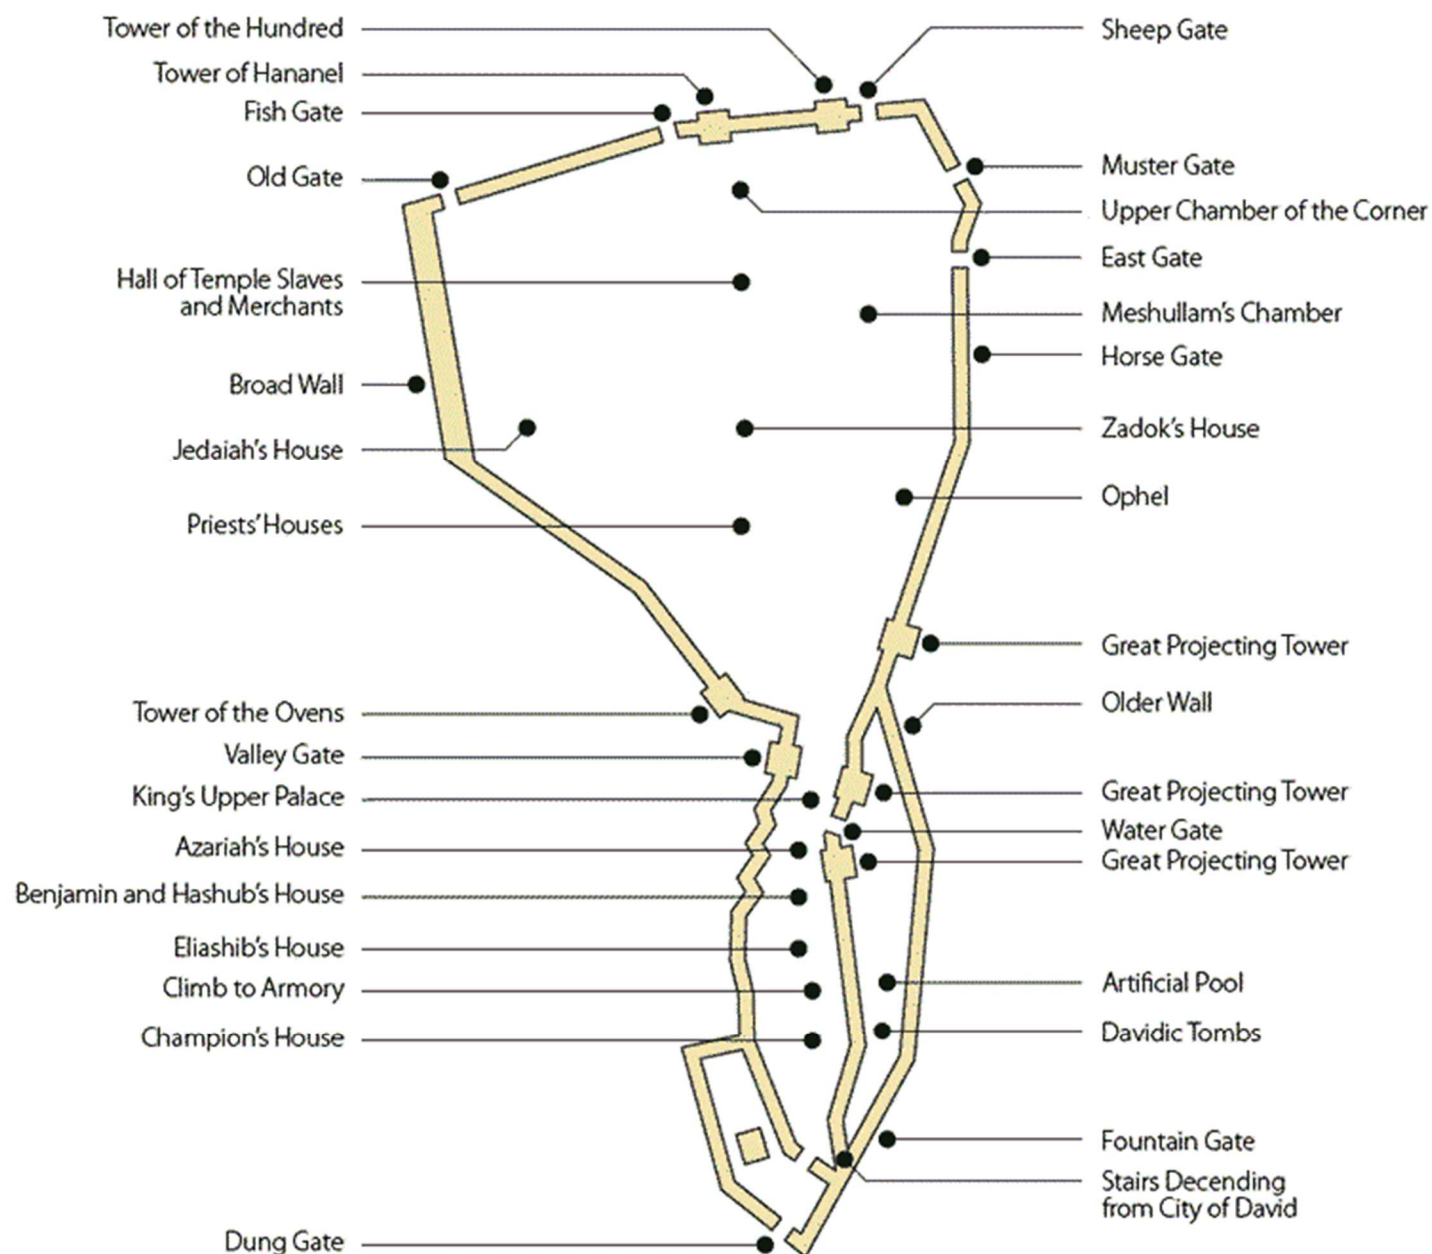 Tower of the Hundred
Tower of Hananel
Fish Gate
Old Gate
Hall of Temple Slaves
and Merchants
Broad Wall
Jedaiah's House
Priests' Houses
Tower of the Ovens
Valley Gate
King's Upper Palace
Azariah's House
Benjamin and Hashub's House
Eliashib's House
Climb to Armory
Champion's House
Dung Gate
Sheep Gate
Muster Gate
Upper Chamber of the Corner
East Gate
Meshullam's Chamber
Horse Gate
Zadok's House
Ophel
Great Projecting Tower
Older Wall
Great Projecting Tower
Water Gate
Great Projecting Tower
Artificial Pool
Davidic Tombs
Fountain Gate
Stairs Decending
from City of David